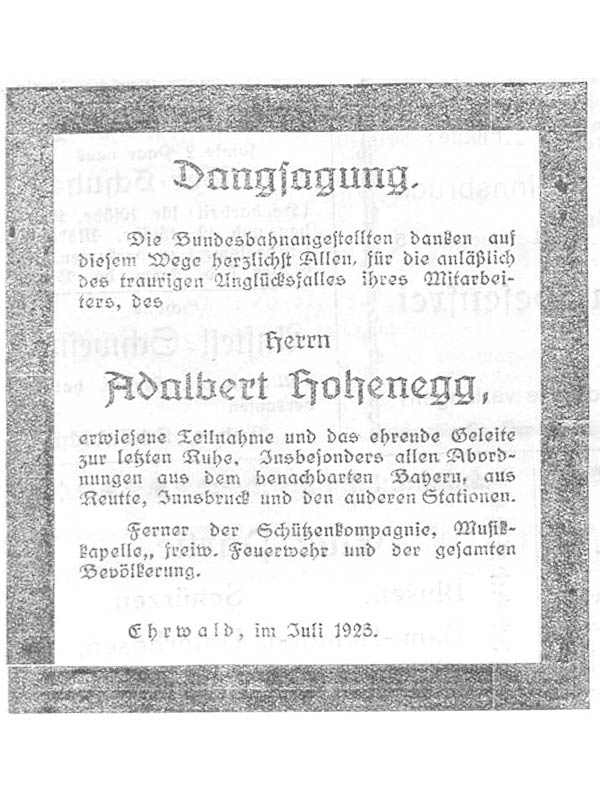 Dangsagung.
Die Bundesbahnangestellten danken auf
diesem Wege herzlichst Allen, für die anläßlich
des traurigen Unglücksfalles ihres Mitarbei-
ters, des
Herrn
Adalbert Hohenegg,
erwiesene Teilnahme und das ehrende Geleite
zur letzten Ruhe. Insbesonders allen Abord-
nungen aus dem benachbarten Bayern, aus
Reutte, Innsbruck und den anderen Stationen.
Ferner der Schützenkompagnie, Musik-
kapelle,, freiw. Feuerwehr und der gesamten
Bevölkerung.
Ehrwald, im Juli 1923.